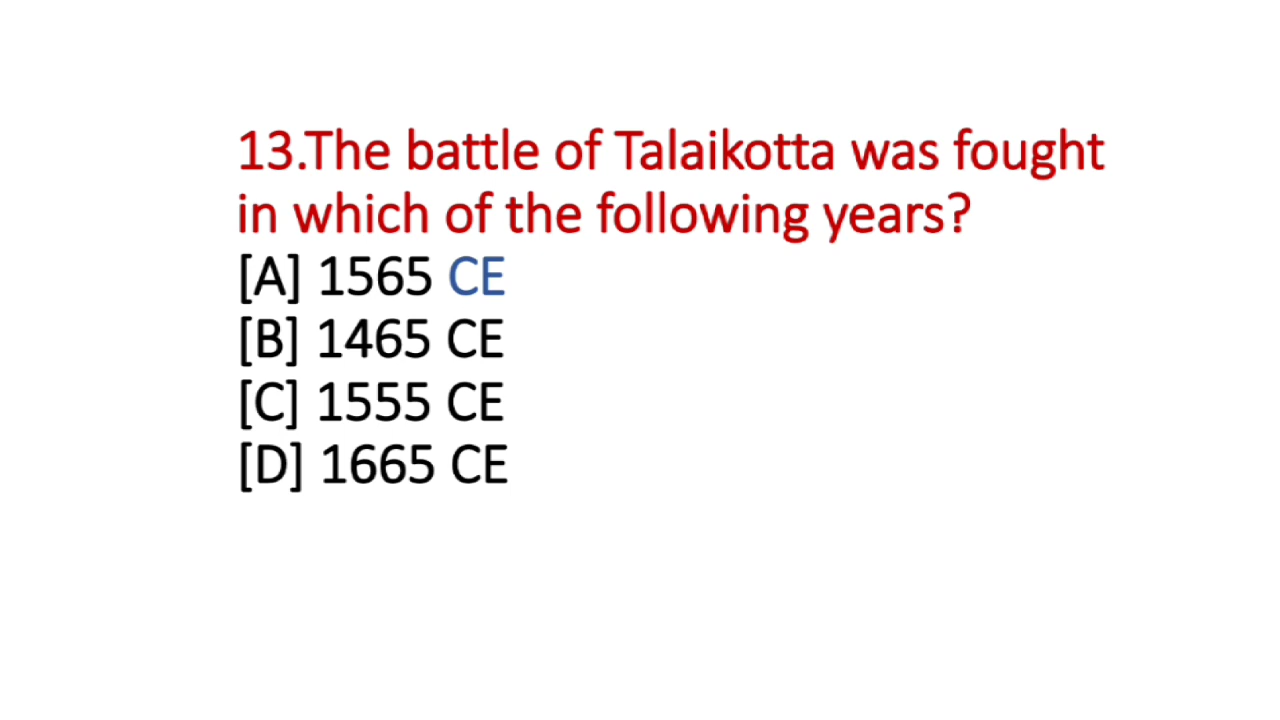 13.The battle of Talaikotta was fought
in which of the following years?
[A] 1565 CE
[B] 1465 CE
[C] 1555 CE
[D] 1665 CE